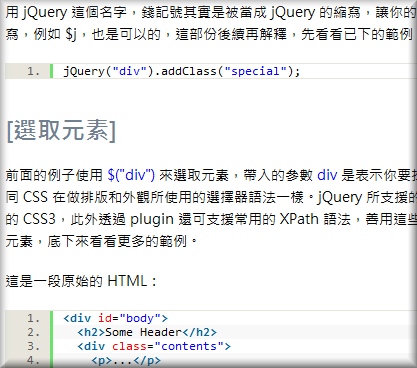 用 jQuery 這個名字，錢記號其實是被當成 jQuery 的縮寫，讓你的
寫，例如 $j，也是可以的，這部份後續再解釋，先看看已下的範例
1. jQuery("div").addClass("special");
[選取元素]
前面的例子使用 $("div") 來選取元素，帶入的參數 div 是表示你要
同 CSS 在做排版和外觀所使用的選擇器語法一樣。jQuery 所支援的
的 CSS3，此外透過 plugin 還可支援常用的 XPath 語法，善用這些
元素，底下來看看更多的範例。
這是一段原始的 HTML：
1. <div id="body">
2. <h2>Some Header</h2>
3. <div class="contents">
4. <p>...</p>